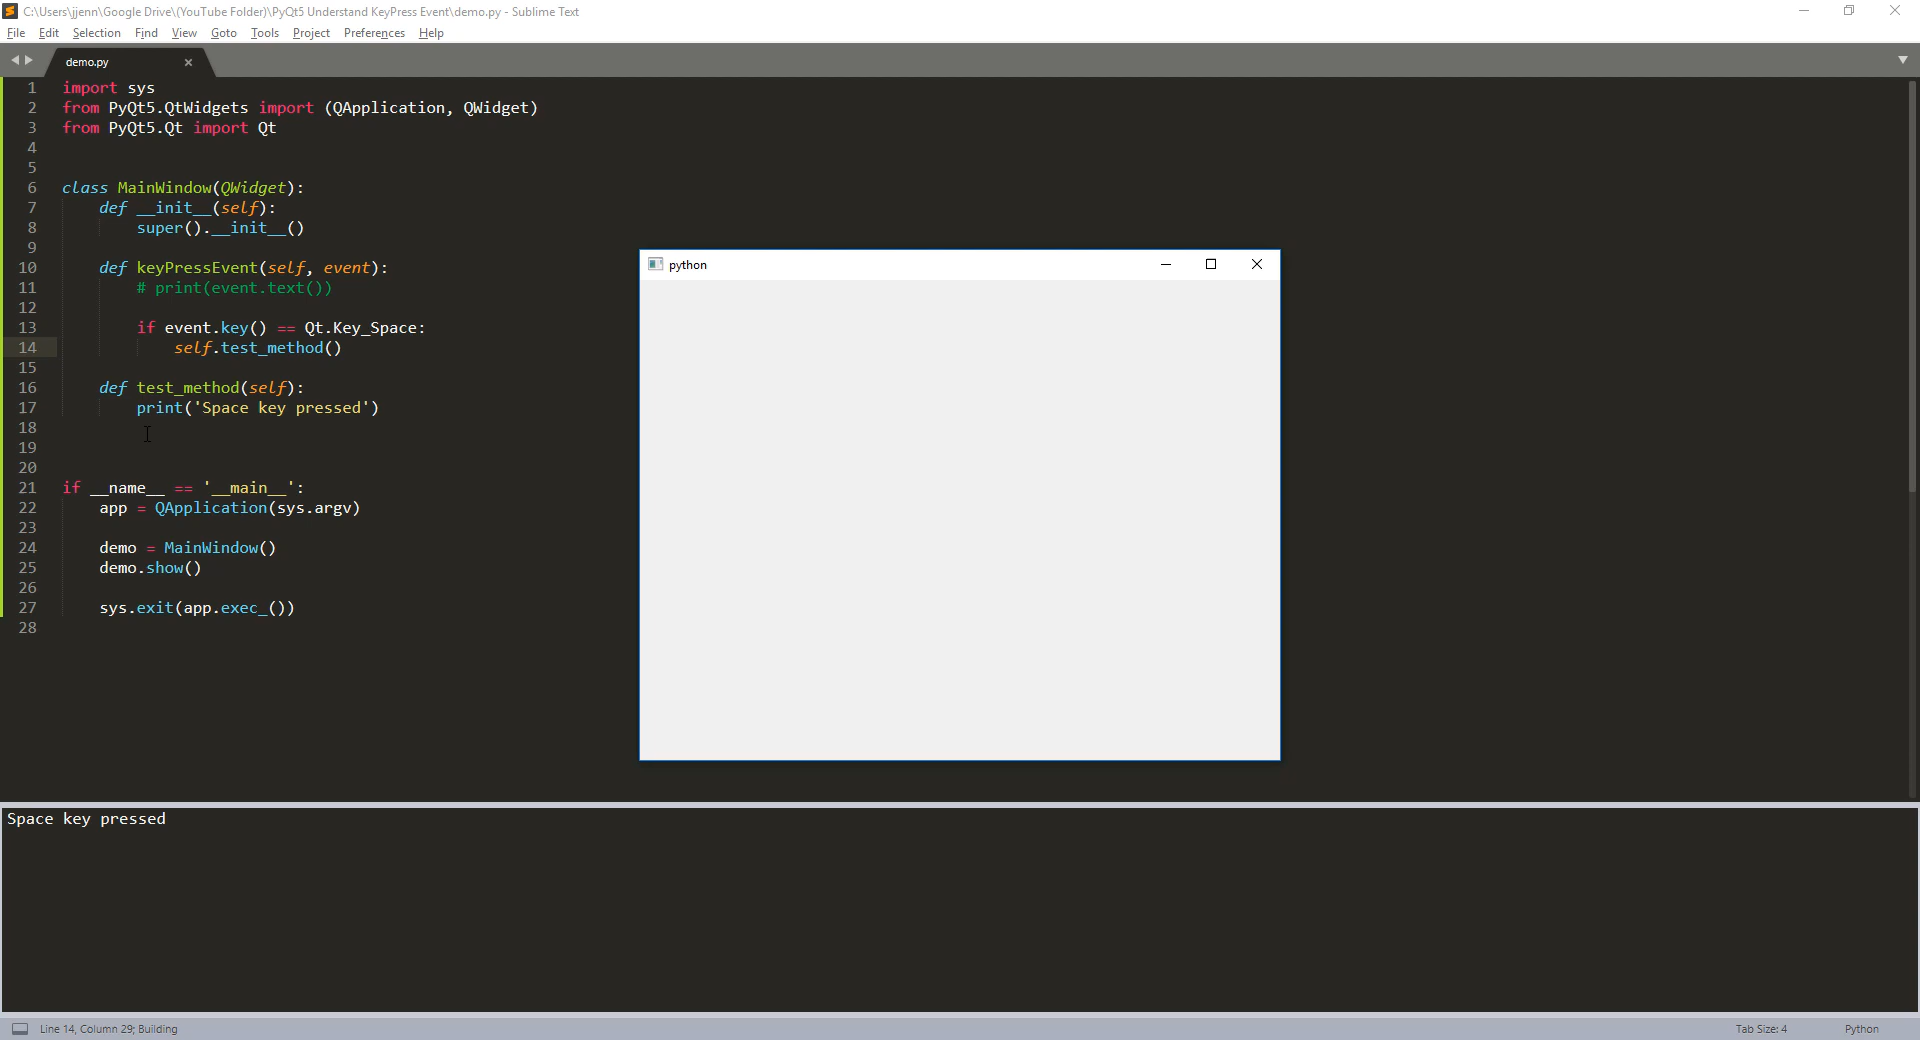 C:\Users\jjenn\Google Drive\(YouTube Folder)\PyQt5 Understand KeyPress Event\demo.py - Sublime Text
File Edit Selection Find View Goto Tools Project Preferences Help
demo.py
1 import sys
2 from PyQt5.QtWidgets import (QApplication, QWidget)
3 from PyQt5.Qt import Qt
4
5
6 class MainWindow(QWidget):
7     def __init__(self):
8         super().__init__()
9
10     def keyPressEvent(self, event):
11         # print(event.text())
12
13         if event.key() == Qt.Key_Space:
14             self.test_method()
15
16     def test_method(self):
17         print('Space key pressed')
18
19
20
21 if __name__ == '__main__':
22     app = QApplication(sys.argv)
23
24     demo = MainWindow()
25     demo.show()
26
27     sys.exit(app.exec_())
28
python
Space key pressed
Line 14, Column 29; Building
Tab Size: 4 Python